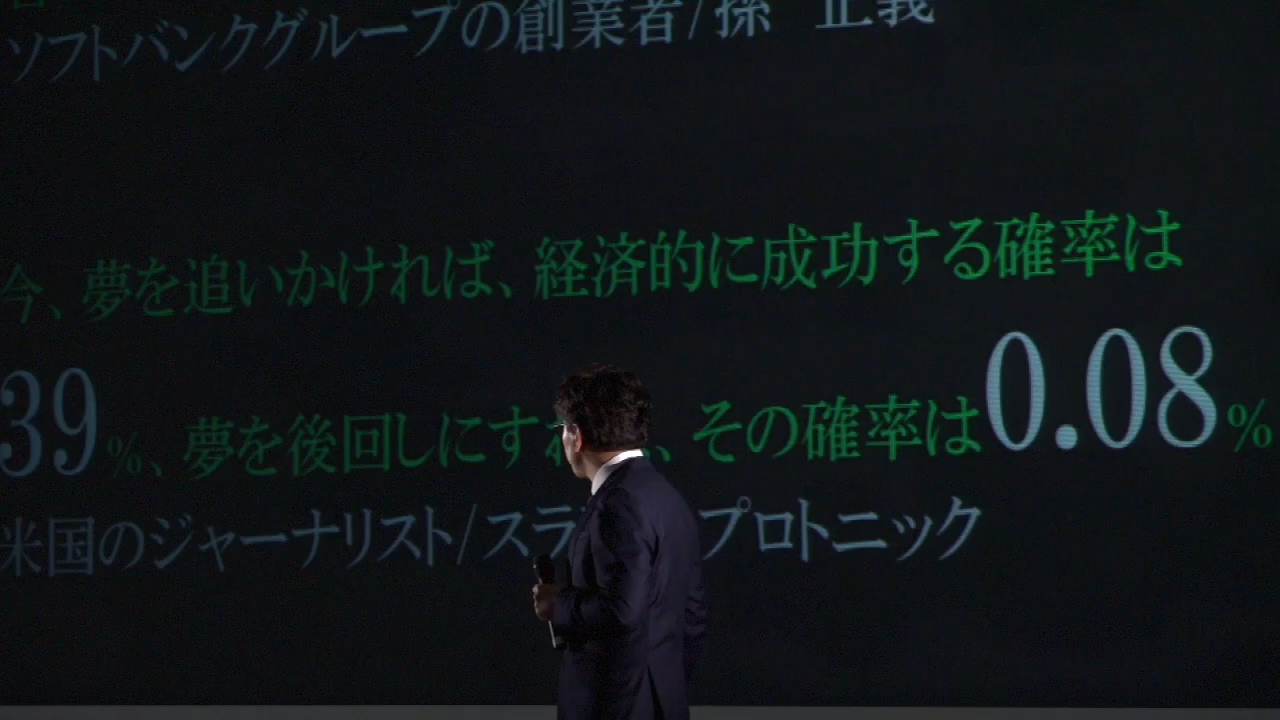 ソフトバンクグループの創業者/孫 正義
今、夢を追いかければ、経済的に成功する確率は
39%、夢を後回しにすれ、その確率は0.08%
米国のジャーナリスト/スラ プロトニック